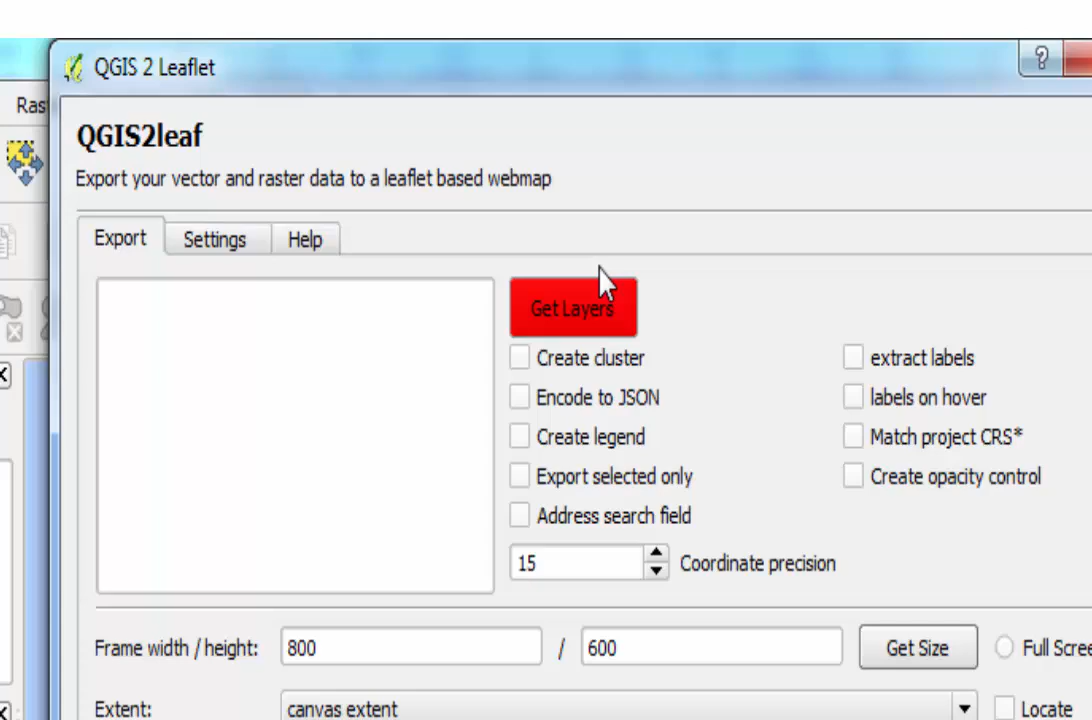 QGIS 2 Leaflet
?
Ras
QGIS2leaf
Export your vector and raster data to a leaflet based webmap
Export Settings Help
Get Layers
Create cluster extract labels
Encode to JSON labels on hover
Create legend Match project CRS*
Export selected only Create opacity control
Address search field
15 Coordinate precision
Frame width / height: 800 / 600 Get Size Full Scree
Extent: canvas extent Locate